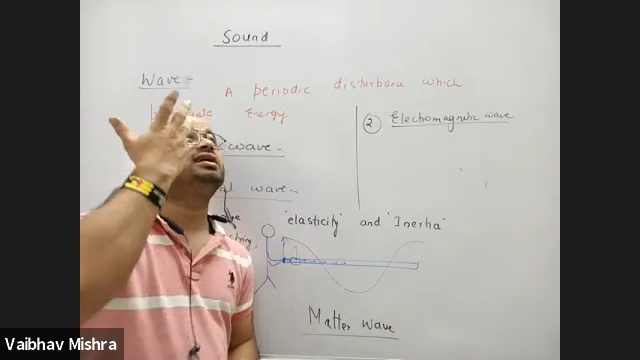 Sound
Wave - A periodic disturbance which
Energy.
wave -
② Electromagnetic wave
wave -
'elasticity' and 'Inertia'
Matter wave
Vaibhav Mishra